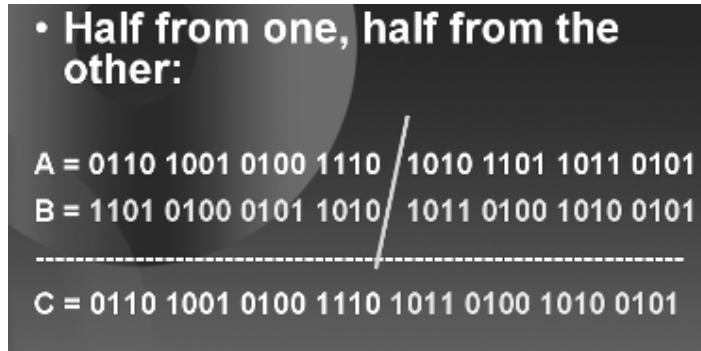 • Half from one, half from the
other:
A = 0110 1001 0100 1110 / 1010 1101 1011 0101
B = 1101 0100 0101 1010 / 1011 0100 1010 0101
------------------------------------------------------------------
C = 0110 1001 0100 1110 1011 0100 1010 0101